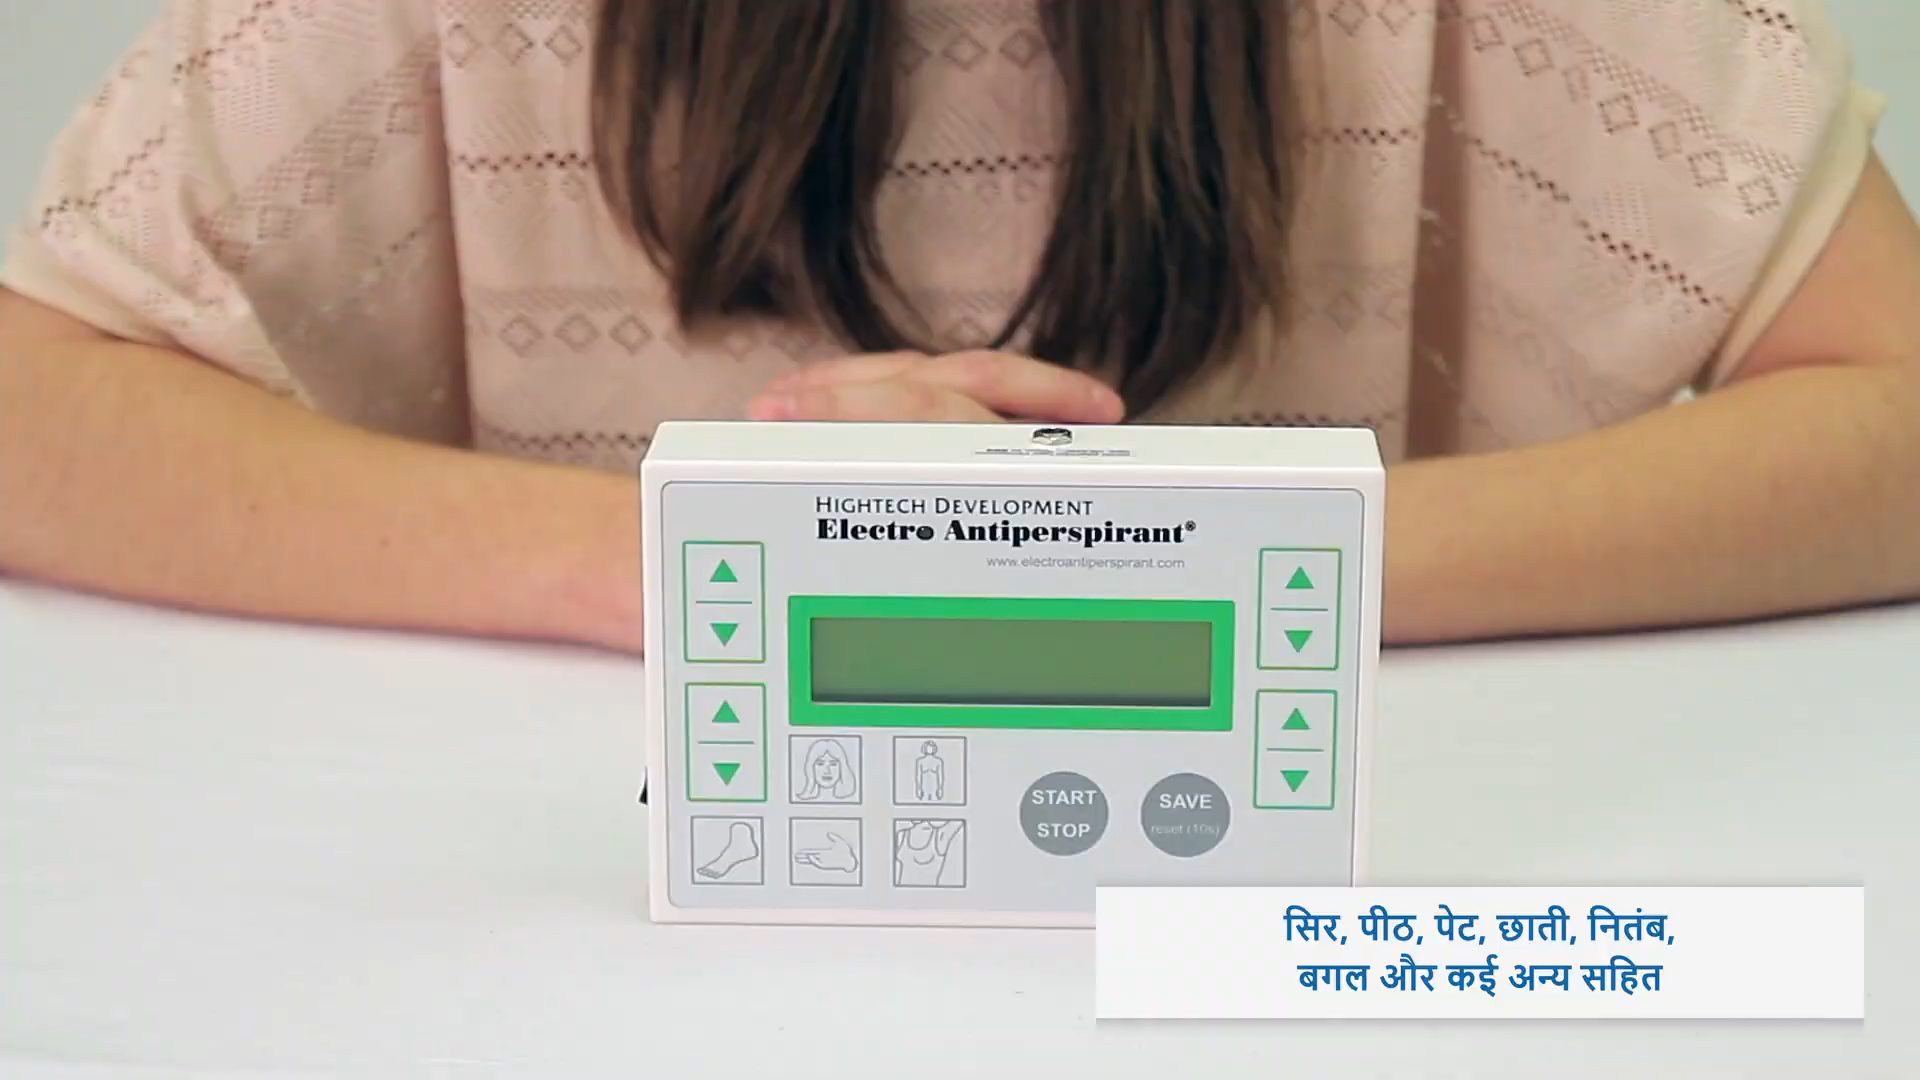 HIGHTECH DEVELOPMENT
Electro Antiperspirant®
www.electroantiperspirant.com
START
STOP
SAVE
reset (10s)
सिर, पीठ, पेट, छाती, नितंब,
बगल और कई अन्य सहित